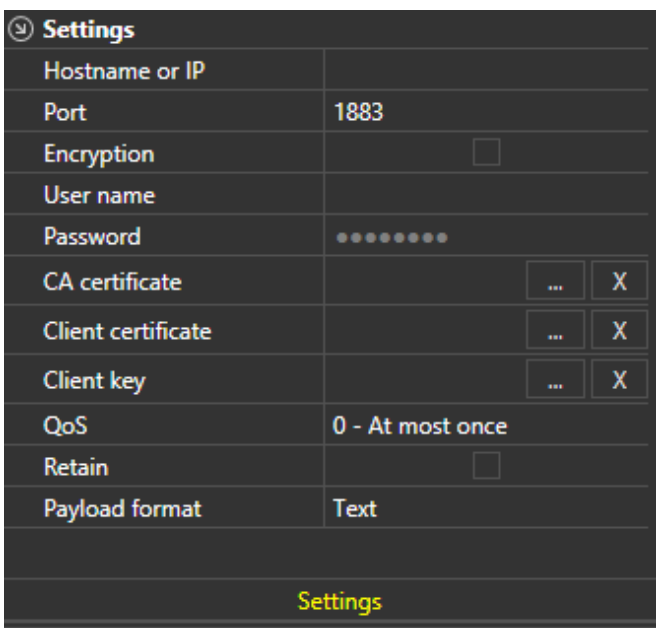 Settings
Hostname or IP
Port 1883
Encryption
User name
Password ●●●●●●●●
CA certificate ... X
Client certificate ... X
Client key ... X
QoS 0 - At most once
Retain
Payload format Text
Settings